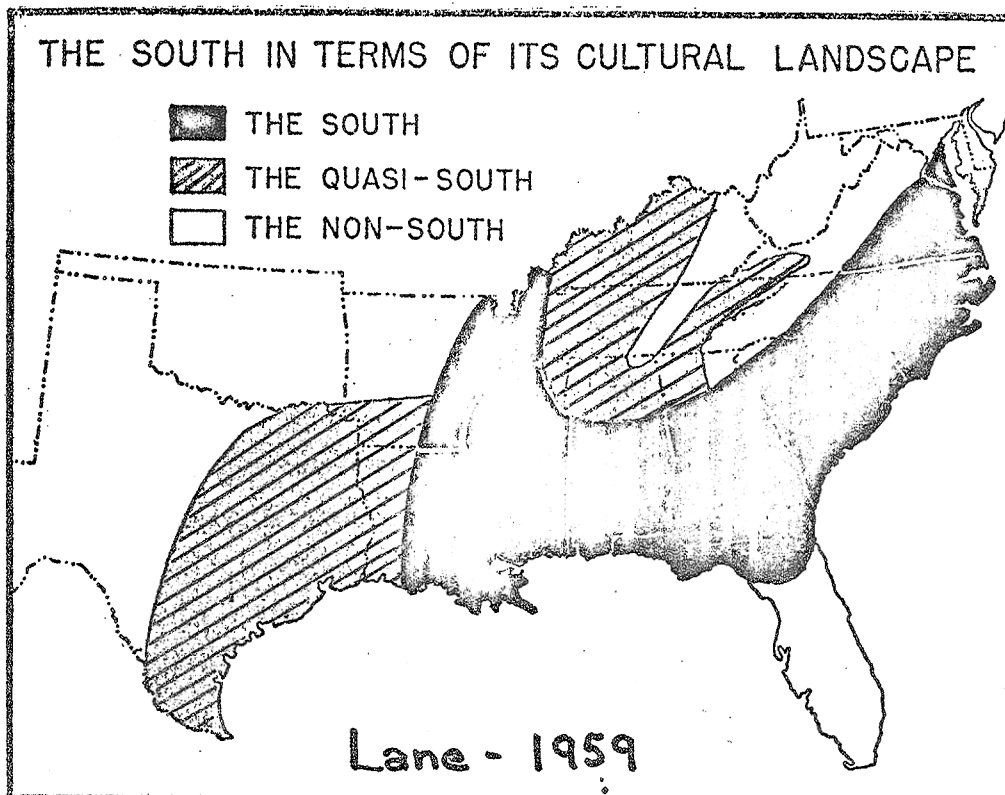 THE SOUTH IN TERMS OF ITS CULTURAL LANDSCAPE
THE SOUTH
THE QUASI-SOUTH
THE NON-SOUTH
Lane - 1959